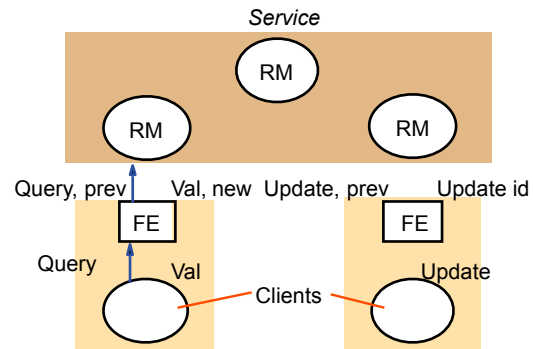 Service
RM
RM
RM
Query, prev
Val, new
Update, prev
Update id
FE
FE
Query
Val
Update
Clients